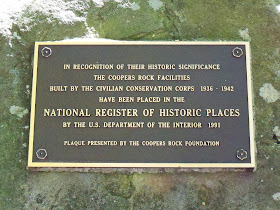 IN RECOGNITION OF THEIR HISTORIC SIGNIFICANCE
THE COOPERS ROCK FACILITIES
BUILT BY THE CIVILIAN CONSERVATION CORPS 1936 - 1942
HAVE BEEN PLACED IN THE
NATIONAL REGISTER OF HISTORIC PLACES
BY THE U.S. DEPARTMENT OF THE INTERIOR 1991
PLAQUE PRESENTED BY THE COOPERS ROCK FOUNDATION